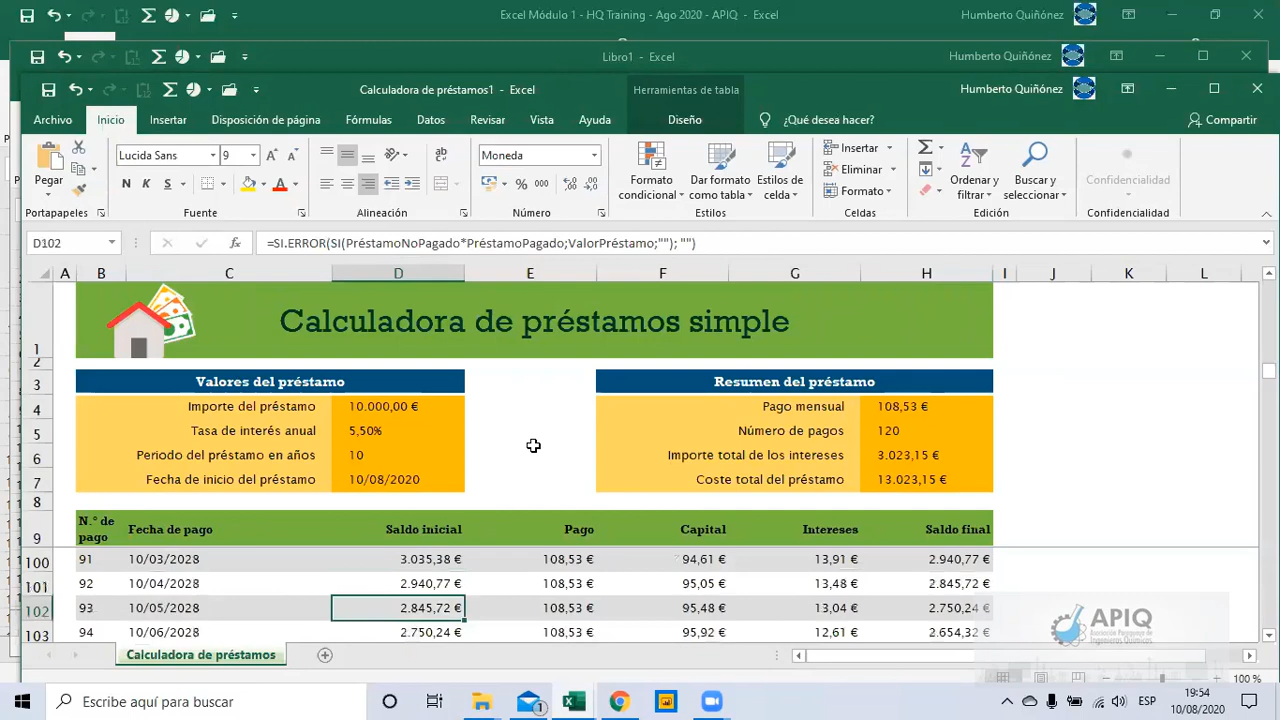 Excel Módulo 1 - HQ Training - Ago 2020 - APIQ - Excel
Humberto Quiñónez
Libro1 - Excel
Humberto Quiñónez
Calculadora de préstamos1 - Excel
Herramientas de tabla
Humberto Quiñónez
Archivo Inicio Insertar Disposición de página Fórmulas Datos Revisar Vista Ayuda Diseño ¿Qué desea hacer? Compartir
Pegar
Lucida Sans 9
N K S
Moneda
% 000
Formato condicional
Dar formato como tabla
Estilos de celda
Insertar
Eliminar
Formato
Ordenar y filtrar
Buscar y seleccionar
Confidencialidad
Portapapeles Fuente Alineación Número Estilos Celdas Edición Confidencialidad
D102 fx =SI.ERROR(SI(PréstamoNoPagado*PréstamoPagado;ValorPréstamo;""); "")
A B C D E F G H I J K L
1 Calculadora de préstamos simple
2
3 Valores del préstamo Resumen del préstamo
4 Importe del préstamo 10.000,00 € Pago mensual 108,53 €
5 Tasa de interés anual 5,50% Número de pagos 120
6 Periodo del préstamo en años 10 Importe total de los intereses 3.023,15 €
7 Fecha de inicio del préstamo 10/08/2020 Coste total del préstamo 13.023,15 €
8
9 N.° de pago Fecha de pago Saldo inicial Pago Capital Intereses Saldo final
100 91 10/03/2028 3.035,38 € 108,53 € 94,61 € 13,91 € 2.940,77 €
101 92 10/04/2028 2.940,77 € 108,53 € 95,05 € 13,48 € 2.845,72 €
102 93 10/05/2028 2.845,72 € 108,53 € 95,48 € 13,04 € 2.750,24 €
103 94 10/06/2028 2.750,24 € 108,53 € 95,92 € 12,61 € 2.654,32 €
APIQ
Asociación Paraguaya de
Ingenieros Químicos
Calculadora de préstamos
100 %
Escribe aquí para buscar
1
ESP
19:54
10/08/2020